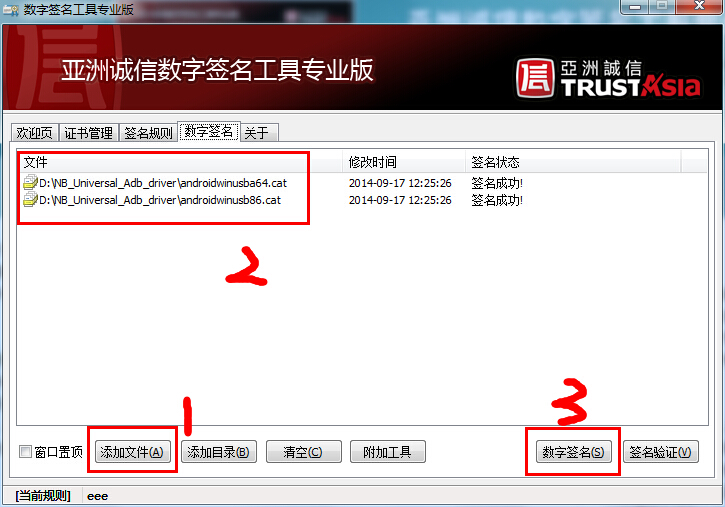 数字签名工具专业版
亚洲诚信数字签名工具专业版
信 亞洲誠信
TRUSTAsia
欢迎页 证书管理 签名规则 数字签名 关于
文件 修改时间 签名状态
D:\NB_Universal_Adb_driver\androidwinusba64.cat 2014-09-17 12:25:26 签名成功!
D:\NB_Universal_Adb_driver\androidwinusb86.cat 2014-09-17 12:25:26 签名成功!
2
1
3
窗口置顶 添加文件(A) 添加目录(B) 清空(C) 附加工具 数字签名(S) 签名验证(V)
[当前规则] eee